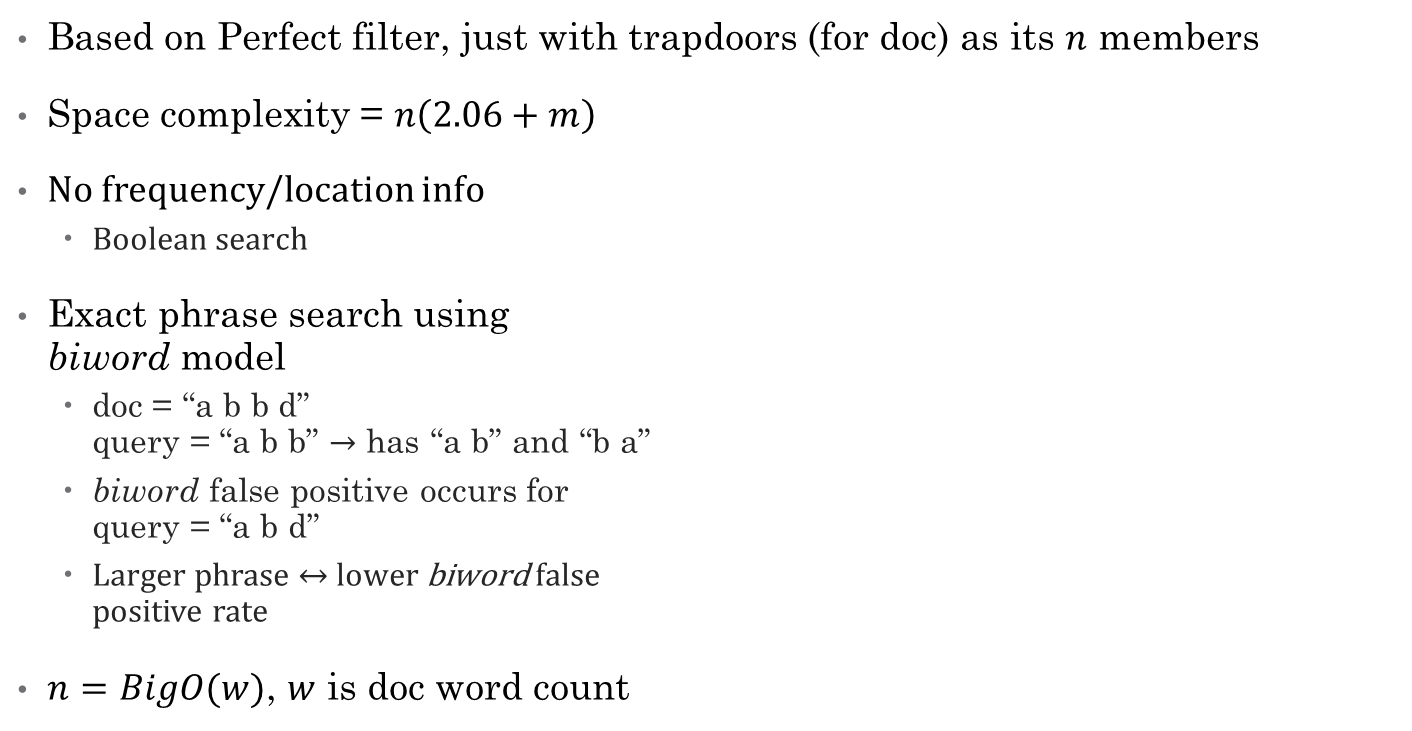 • Based on Perfect filter, just with trapdoors (for doc) as its n members
• Space complexity = n(2.06 + m)
• No frequency/location info
• Boolean search
• Exact phrase search using
biword model
• doc = “a b b d”
query = “a b b” → has “a b” and “b a”
• biword false positive occurs for
query = “a b d”
• Larger phrase ↔ lower biword false
positive rate
• n = BigO(w), w is doc word count